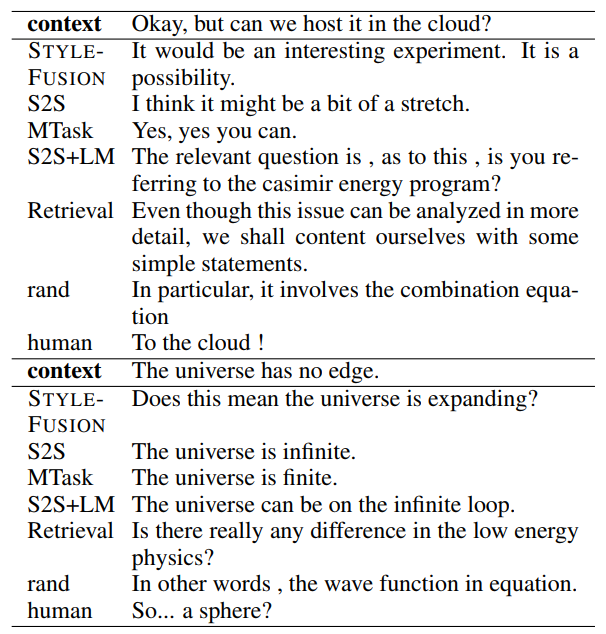 context Okay, but can we host it in the cloud?
STYLE- It would be an interesting experiment. It is a
FUSION possibility.
S2S I think it might be a bit of a stretch.
MTask Yes, yes you can.
S2S+LM The relevant question is , as to this , is you re-
ferring to the casimir energy program?
Retrieval Even though this issue can be analyzed in more
detail, we shall content ourselves with some
simple statements.
rand In particular, it involves the combination equa-
tion
human To the cloud !
context The universe has no edge.
STYLE- Does this mean the universe is expanding?
FUSION
S2S The universe is infinite.
MTask The universe is finite.
S2S+LM The universe can be on the infinite loop.
Retrieval Is there really any difference in the low energy
physics?
rand In other words , the wave function in equation.
human So... a sphere?